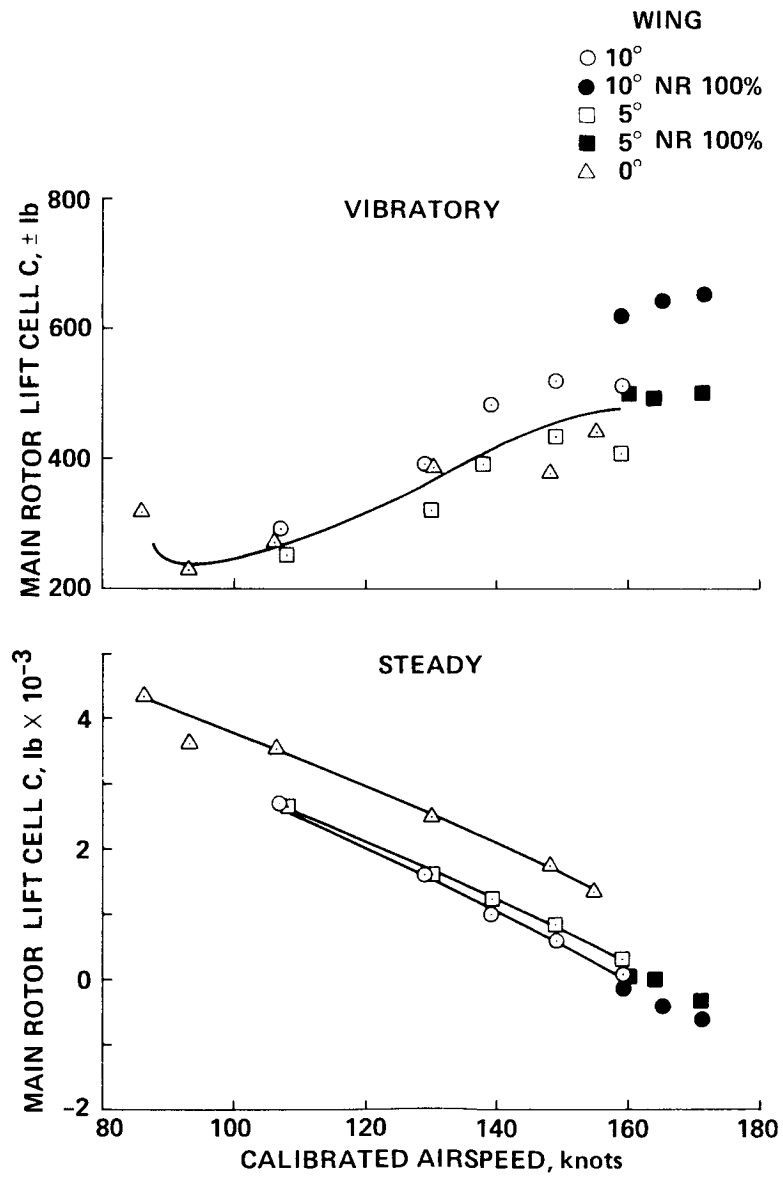 WING
10°
10° NR 100%
5°
5° NR 100%
0°
VIBRATORY
MAIN ROTOR LIFT CELL C, ± lb
800
600
400
200
STEADY
MAIN ROTOR LIFT CELL C, lb × 10⁻³
4
2
0
-2
80 100 120 140 160 180
CALIBRATED AIRSPEED, knots